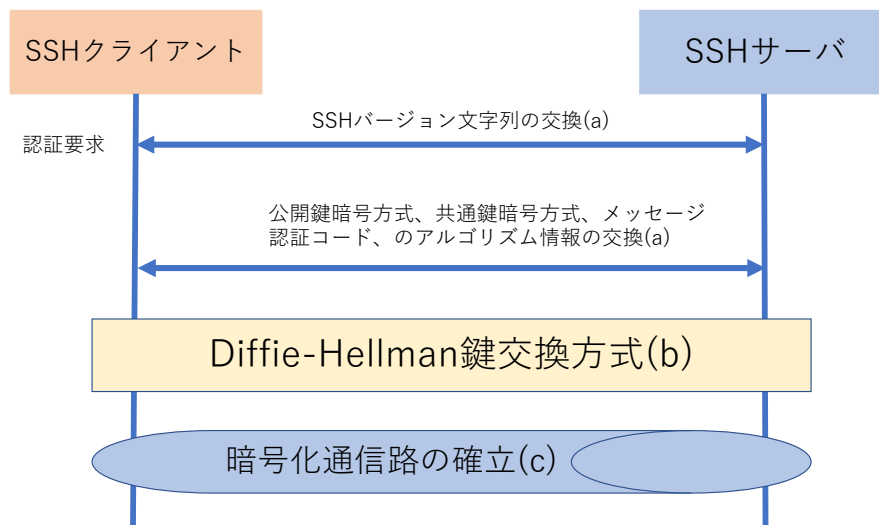 SSHクライアント
SSHサーバ
SSHバージョン文字列の交換(a)
認証要求
公開鍵暗号方式、共通鍵暗号方式、メッセージ
認証コード、のアルゴリズム情報の交換(a)
Diffie-Hellman鍵交換方式(b)
暗号化通信路の確立(c)